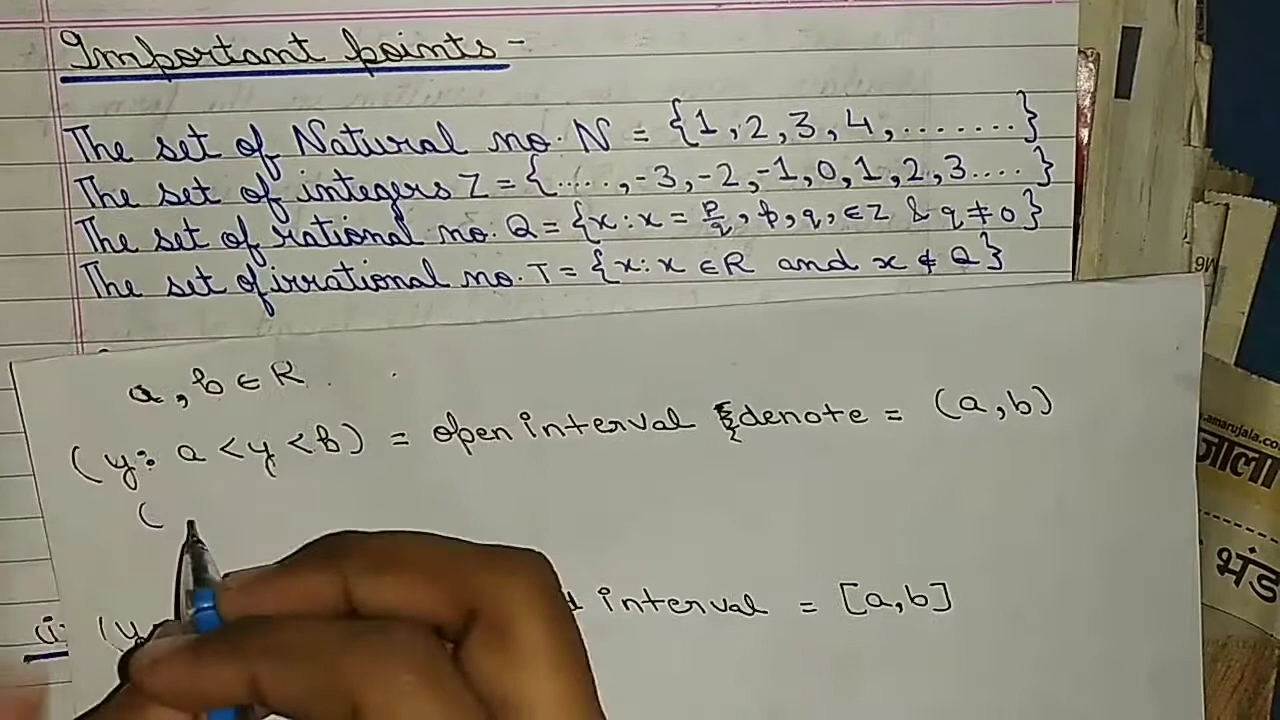 Important points -
The set of Natural no. N = {1, 2, 3, 4, .......}
The set of integers Z = {....., -3, -2, -1, 0, 1, 2, 3....}
The set of rational no. Q = {x : x = p/q, p, q, ∈ Z & q ≠ 0}
The set of irrational no. T = {x : x ∈ R and x ∉ Q}
a, b ∈ R
(y: a < y < b) = open interval denote = (a, b)
(
(y
interval = [a, b]
amarujala.co